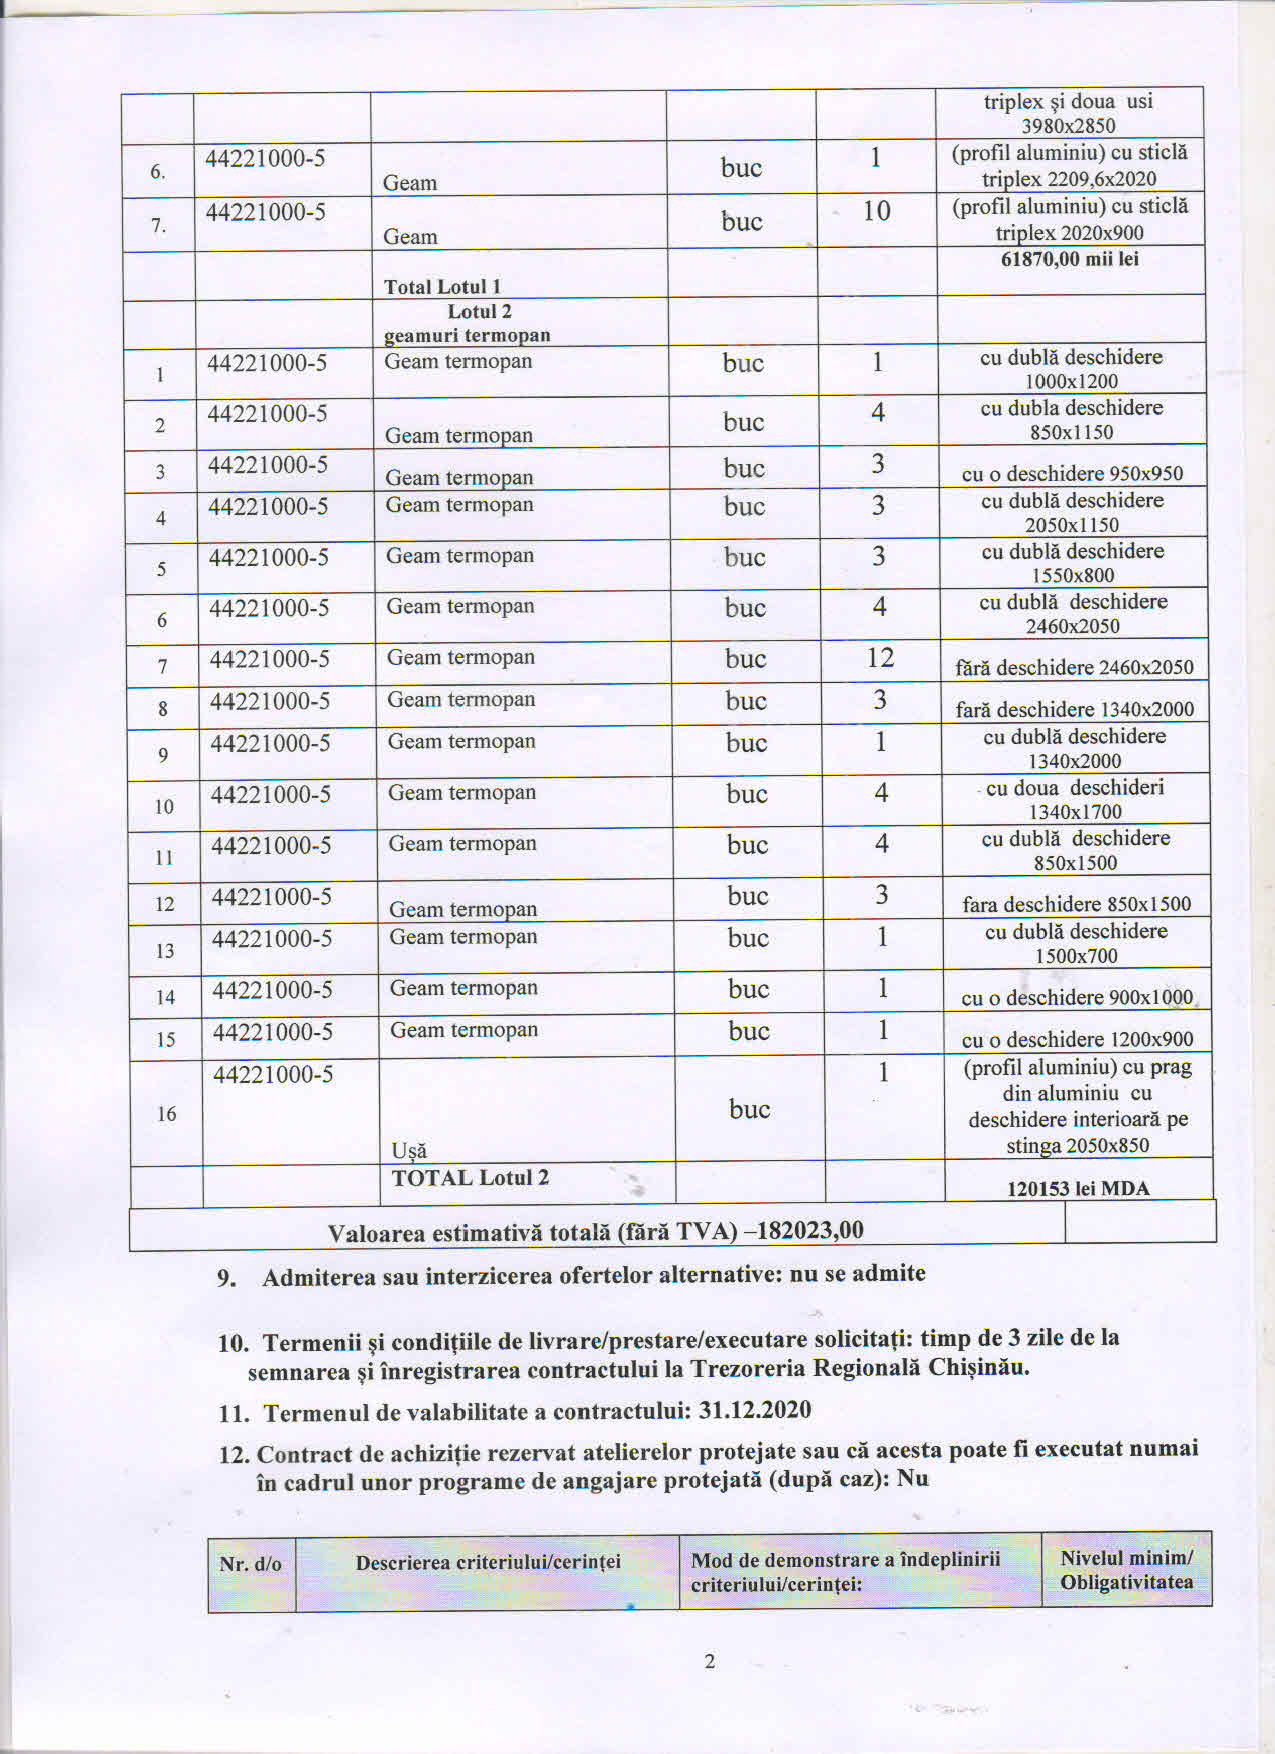 triplex și doua usi
3980x2850
6. 44221000-5 Geam buc 1 (profil aluminiu) cu sticlă
triplex 2209,6x2020
7. 44221000-5 Geam buc 10 (profil aluminiu) cu sticlă
triplex 2020x900
Total Lotul 1 61870,00 mii lei
Lotul 2
geamuri termopan
1 44221000-5 Geam termopan buc 1 cu dublă deschidere
1000x1200
2 44221000-5 Geam termopan buc 4 cu dubla deschidere
850x1150
3 44221000-5 Geam termopan buc 3 cu o deschidere 950x950
4 44221000-5 Geam termopan buc 3 cu dublă deschidere
2050x1150
5 44221000-5 Geam termopan buc 3 cu dublă deschidere
1550x800
6 44221000-5 Geam termopan buc 4 cu dublă deschidere
2460x2050
7 44221000-5 Geam termopan buc 12 fără deschidere 2460x2050
8 44221000-5 Geam termopan buc 3 fară deschidere 1340x2000
9 44221000-5 Geam termopan buc 1 cu dublă deschidere
1340x2000
10 44221000-5 Geam termopan buc 4 cu doua deschideri
1340x1700
11 44221000-5 Geam termopan buc 4 cu dublă deschidere
850x1500
12 44221000-5 Geam termopan buc 3 fara deschidere 850x1500
13 44221000-5 Geam termopan buc 1 cu dublă deschidere
1500x700
14 44221000-5 Geam termopan buc 1 cu o deschidere 900x1000
15 44221000-5 Geam termopan buc 1 cu o deschidere 1200x900
16 44221000-5 Ușă buc 1 (profil aluminiu) cu prag
din aluminiu cu
deschidere interioară pe
stinga 2050x850
TOTAL Lotul 2 120153 lei MDA
Valoarea estimativă totală (fără TVA) –182023,00
9. Admiterea sau interzicerea ofertelor alternative: nu se admite
10. Termenii și condițiile de livrare/prestare/executare solicitați: timp de 3 zile de la
semnarea și înregistrarea contractului la Trezoreria Regională Chișinău.
11. Termenul de valabilitate a contractului: 31.12.2020
12. Contract de achiziție rezervat atelierelor protejate sau că acesta poate fi executat numai
în cadrul unor programe de angajare protejată (după caz): Nu
Nr. d/o Descrierea criteriului/cerinței Mod de demonstrare a îndeplinirii Nivelul minim/
criteriului/cerinței: Obligativitatea
2